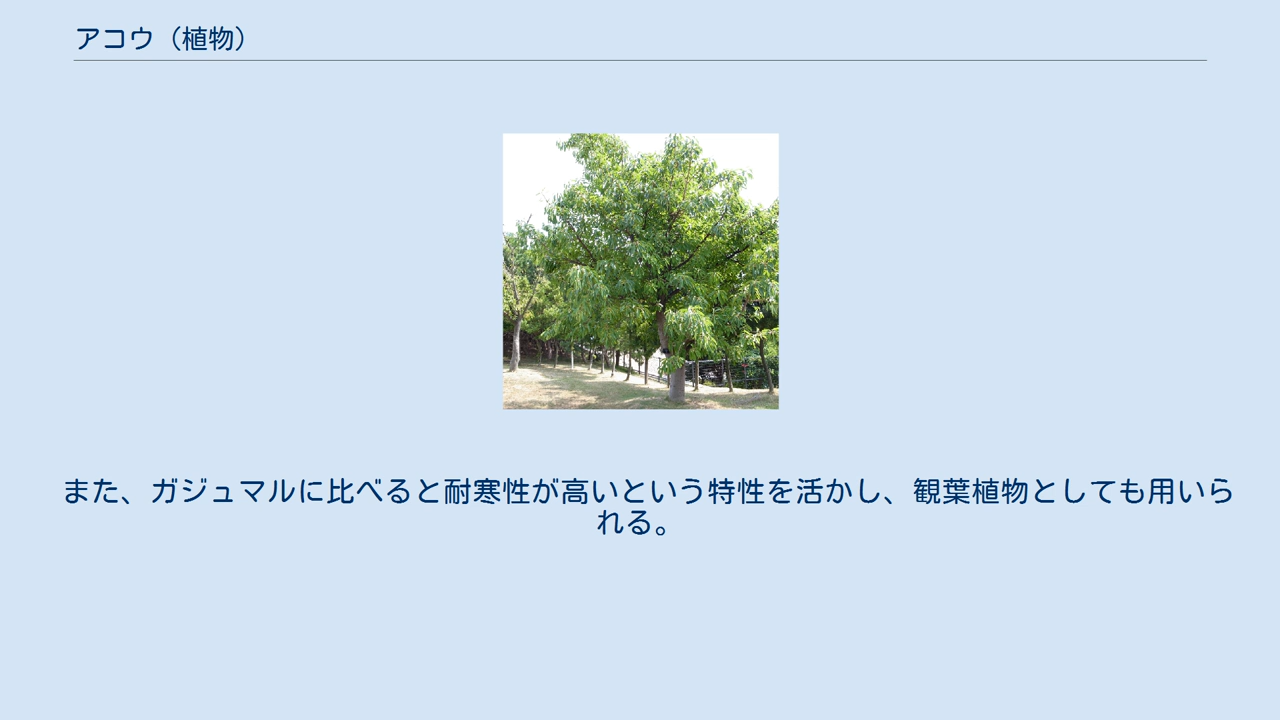 アコウ（植物）
また、ガジュマルに比べると耐寒性が高いという特性を活かし、観葉植物としても用いら
れる。